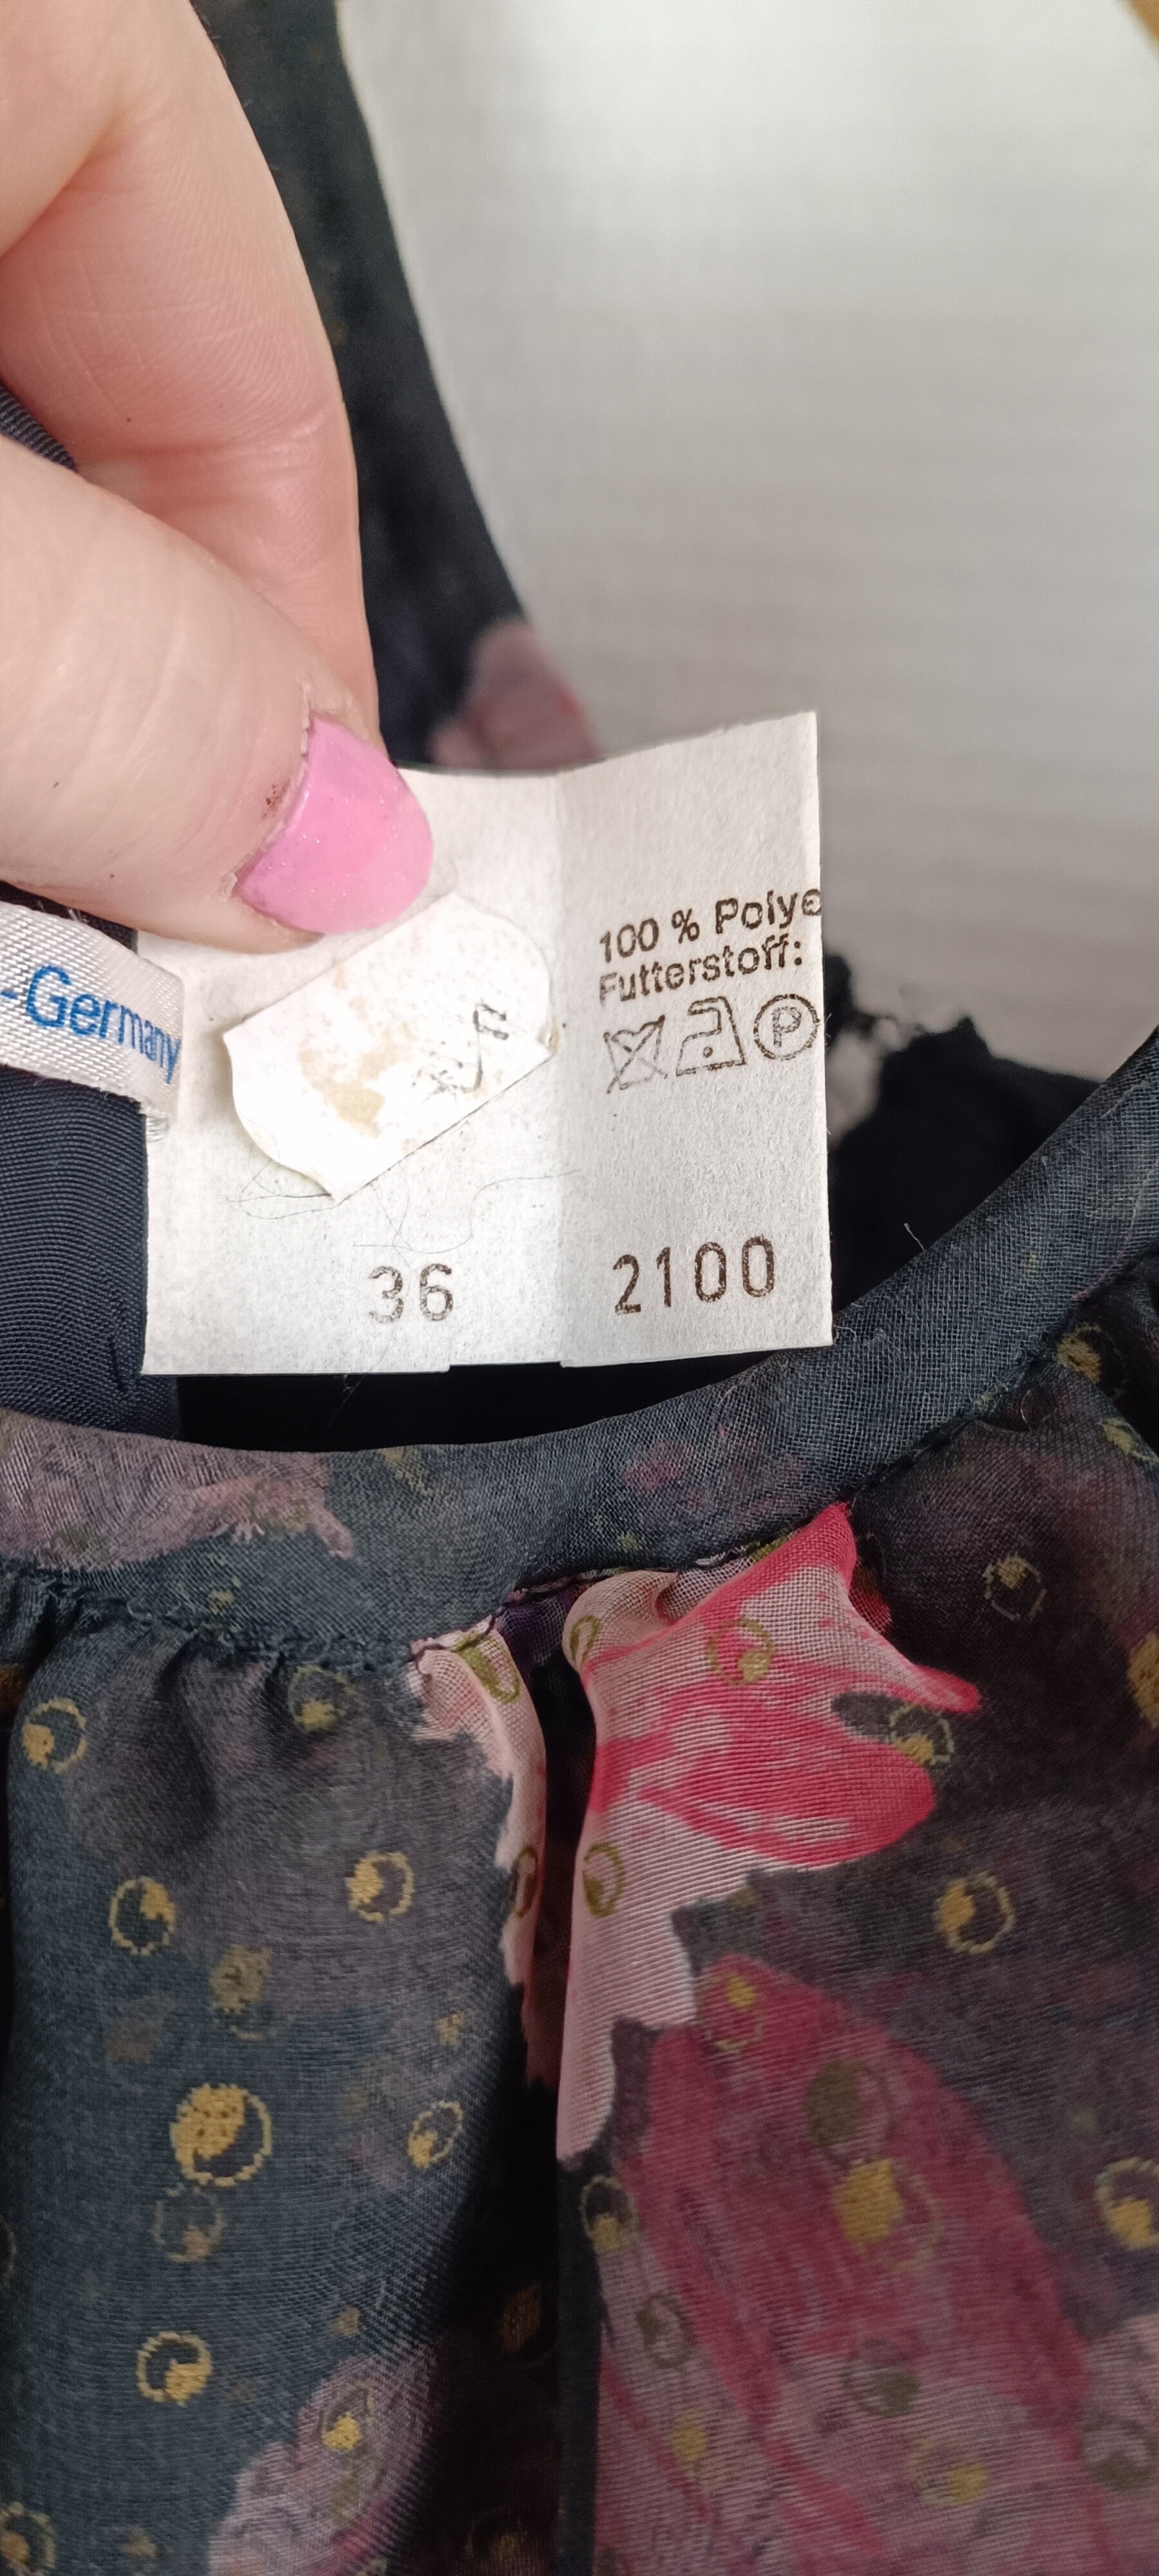 -Germany
100 % Polye
Futterstoff:
P
36
2100